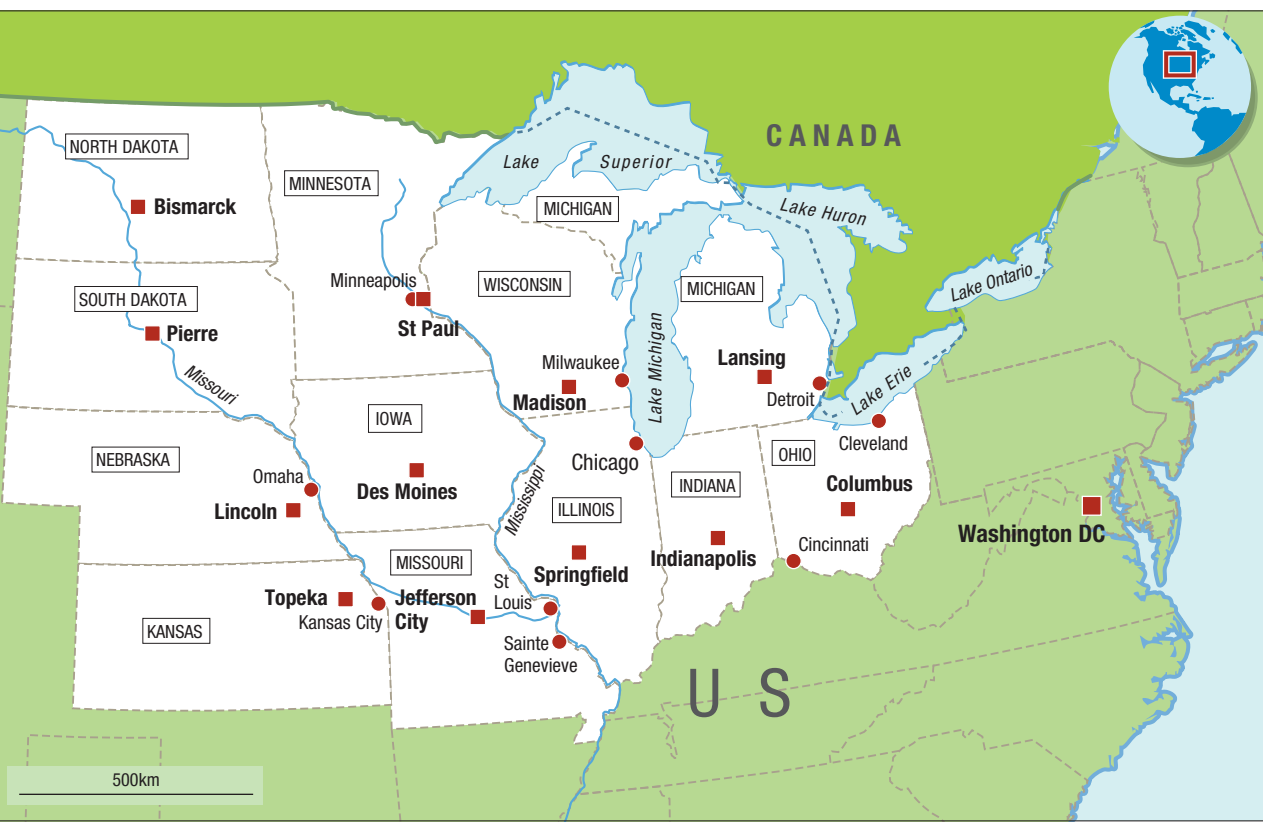 CANADA
Lake Superior
NORTH DAKOTA
MINNESOTA
Bismarck
MICHIGAN
Lake Huron
Minneapolis
WISCONSIN
MICHIGAN
Lake Ontario
SOUTH DAKOTA
St Paul
Pierre
Missouri
Milwaukee
Lake Michigan
Lansing
Madison
Detroit
Lake Erie
IOWA
Cleveland
NEBRASKA
Omaha
Chicago
OHIO
Des Moines
Mississippi
INDIANA
Columbus
Lincoln
ILLINOIS
Washington DC
Cincinnati
Indianapolis
MISSOURI
Springfield
St
Louis
Topeka
Jefferson
City
Kansas City
KANSAS
Sainte
Genevieve
US
500km